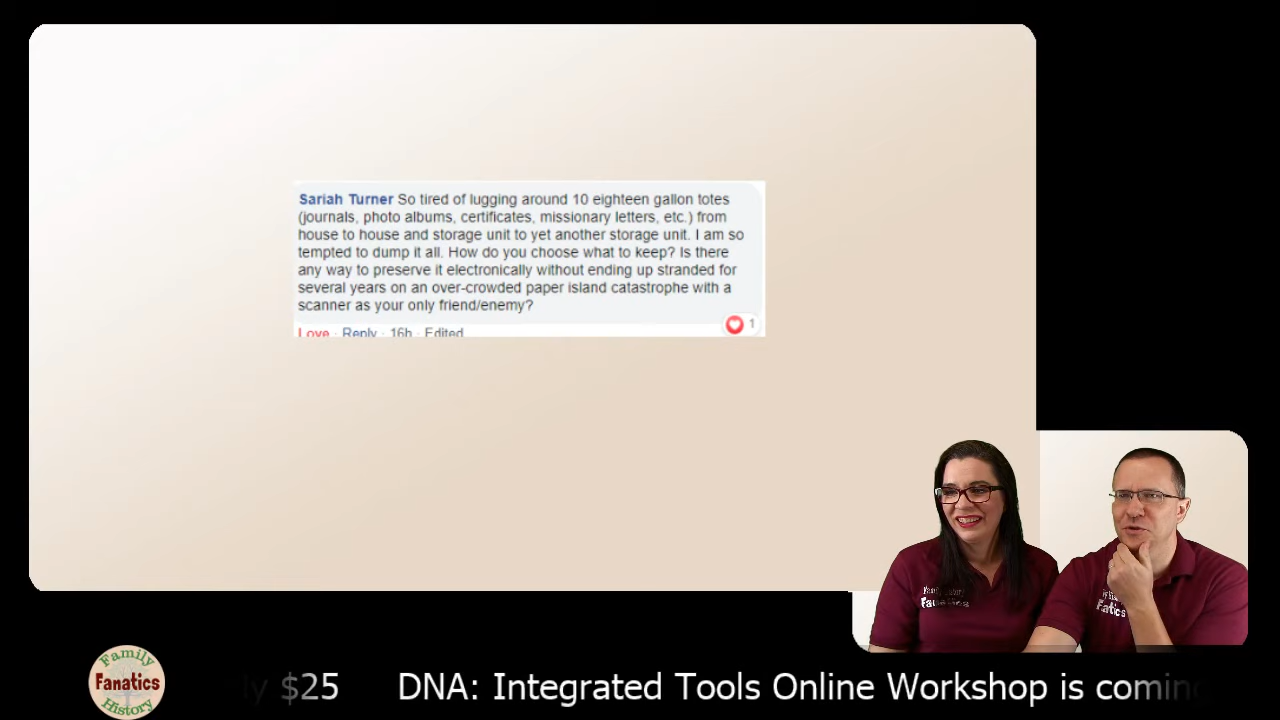 Sariah Turner So tired of lugging around 10 eighteen gallon totes
(journals, photo albums, certificates, missionary letters, etc.) from
house to house and storage unit to yet another storage unit. I am so
tempted to dump it all. How do you choose what to keep? Is there
any way to preserve it electronically without ending up stranded for
several years on an over-crowded paper island catastrophe with a
scanner as your only friend/enemy?
Love · Reply · 16h · Edited
1
Family
Fanatics
Fanatics
History
$25 DNA: Integrated Tools Online Workshop is coming